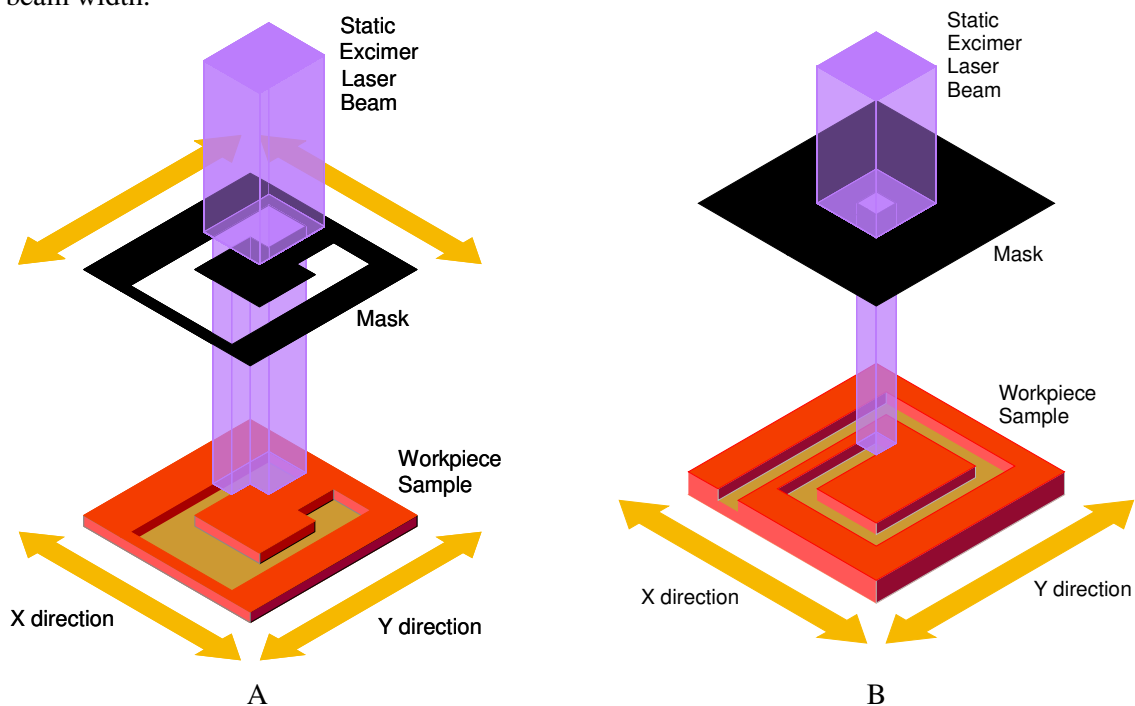 beam width.
Static
Excimer
Laser
Beam
Mask
Workpiece
Sample
X direction
Y direction
A
Static
Excimer
Laser
Beam
Mask
Workpiece
Sample
X direction
Y direction
B